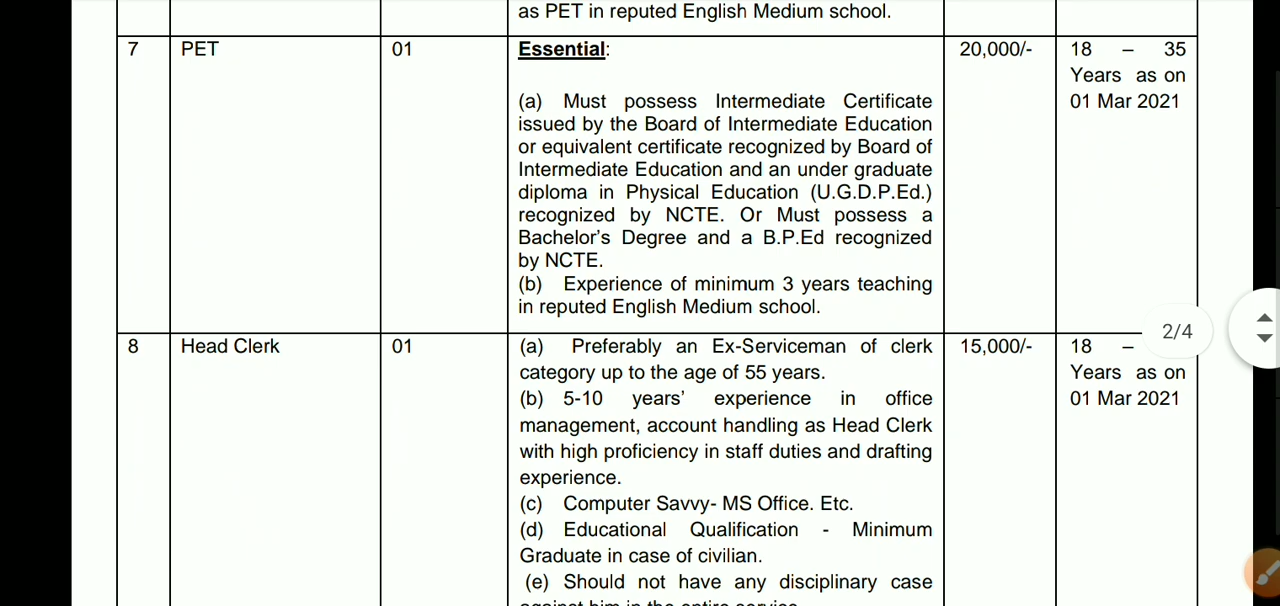 as PET in reputed English Medium school.
7 PET 01 Essential: 20,000/- 18 – 35
Years as on
(a) Must possess Intermediate Certificate 01 Mar 2021
issued by the Board of Intermediate Education
or equivalent certificate recognized by Board of
Intermediate Education and an under graduate
diploma in Physical Education (U.G.D.P.Ed.)
recognized by NCTE. Or Must possess a
Bachelor’s Degree and a B.P.Ed recognized
by NCTE.
(b) Experience of minimum 3 years teaching
in reputed English Medium school.
2/4
8 Head Clerk 01 (a) Preferably an Ex-Serviceman of clerk 15,000/- 18 –
category up to the age of 55 years. Years as on
(b) 5-10 years’ experience in office 01 Mar 2021
management, account handling as Head Clerk
with high proficiency in staff duties and drafting
experience.
(c) Computer Savvy- MS Office. Etc.
(d) Educational Qualification - Minimum
Graduate in case of civilian.
(e) Should not have any disciplinary case
against him in the entire service